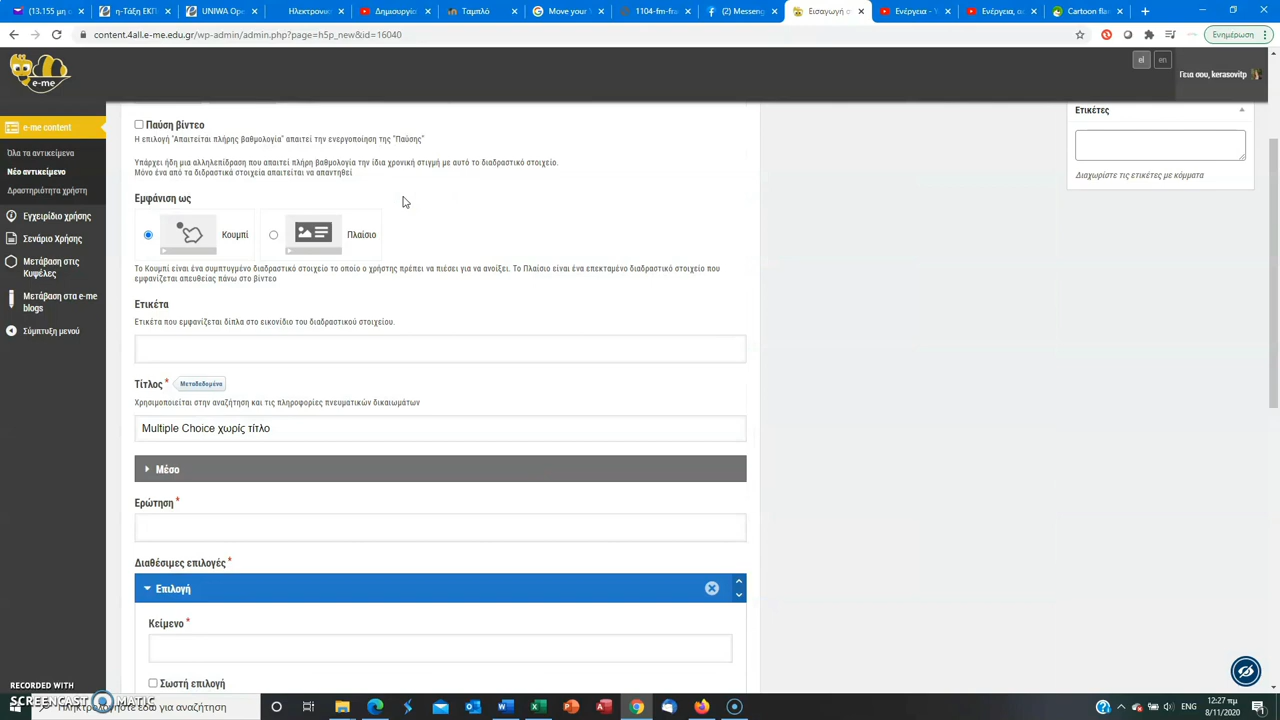 (13.155 μη
η-Τάξη ΕΚΠ
UNIWA Ope
Ηλεκτρονικ
Δημιουργία
Ταμπλό
Move your
1104-fm-fra
(2) Messeng
Εισαγωγή α
Ενέργεια - Υ
Ενέργεια, α
Cartoon flam
content.4all.e-me.edu.gr/wp-admin/admin.php?page=h5p_new&id=16040
Ενημέρωση
e-me
el en
Γεια σου, kerasovitp
e-me content
Όλα τα αντικείμενα
Νέο αντικείμενο
Δραστηριότητα χρήστη
Εγχειρίδιο χρήσης
Σενάριο Χρήσης
Μετάβαση στις
Κυψέλες
Μετάβαση στα e-me
blogs
Σύμπτυξη μενού
Παύση βίντεο
Η επιλογή "Απαιτείται πλήρης βαθμολογία" απαιτεί την ενεργοποίηση της "Παύσης"
Υπάρχει ήδη μια αλληλεπίδραση που απαιτεί πλήρη βαθμολογία την ίδια χρονική στιγμή με αυτό το διαδραστικό στοιχείο.
Μόνο ένα από τα διδραστικά στοιχεία απαιτείται να απαντηθεί
Εμφάνιση ως
Κουμπί
Πλαίσιο
Το Κουμπί είναι ένα συμπτυγμένο διαδραστικό στοιχείο το οποίο ο χρήστης πρέπει να πιέσει για να ανοίξει. Το Πλαίσιο είναι ένα επεκταμένο διαδραστικό στοιχείο που
εμφανίζεται απευθείας πάνω στο βίντεο
Ετικέτα
Ετικέτα που εμφανίζεται δίπλα στο εικονίδιο του διαδραστικού στοιχείου.
Τίτλος * Μεταδεδομένα
Χρησιμοποιείται στην αναζήτηση και τις πληροφορίες πνευματικών δικαιωμάτων
Multiple Choice χωρίς τίτλο
Μέσο
Ερώτηση *
Διαθέσιμες επιλογές *
Επιλογή
Κείμενο *
Σωστή επιλογή
Ετικέτες
Διαχωρίστε τις ετικέτες με κόμματα
RECORDED WITH
SCREENCAST MATIC
Πληκτρολογήστε εδώ για αναζήτηση
ENG
12:27 πμ
8/11/2020